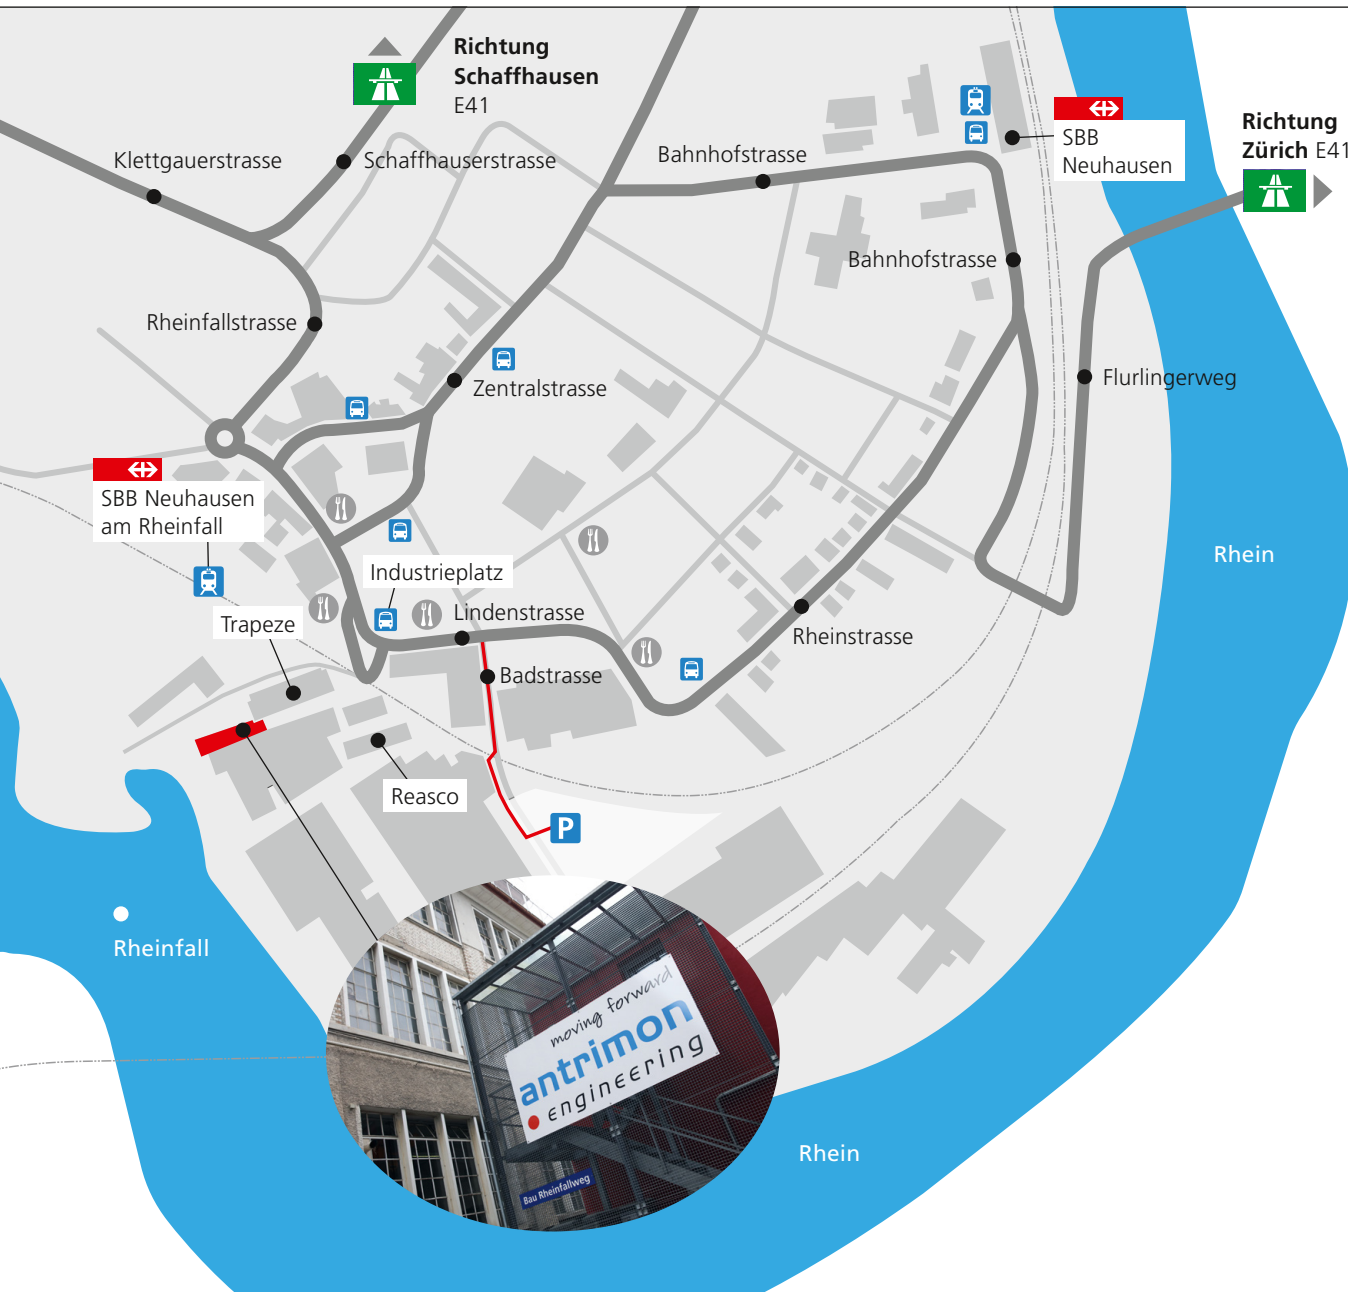 Richtung
Schaffhausen
E41
Richtung
Zürich E41
SBB
Neuhausen
Klettgauerstrasse
Schaffhauserstrasse
Bahnhofstrasse
Bahnhofstrasse
Rheinfallstrasse
Zentralstrasse
Flurlingerweg
SBB Neuhausen
am Rheinfall
Rhein
Industrieplatz
Lindenstrasse
Trapeze
Rheinstrasse
Badstrasse
Reasco
P
Rheinfall
moving forward
antrimon
engineering
Bau Rheinfallweg
Rhein